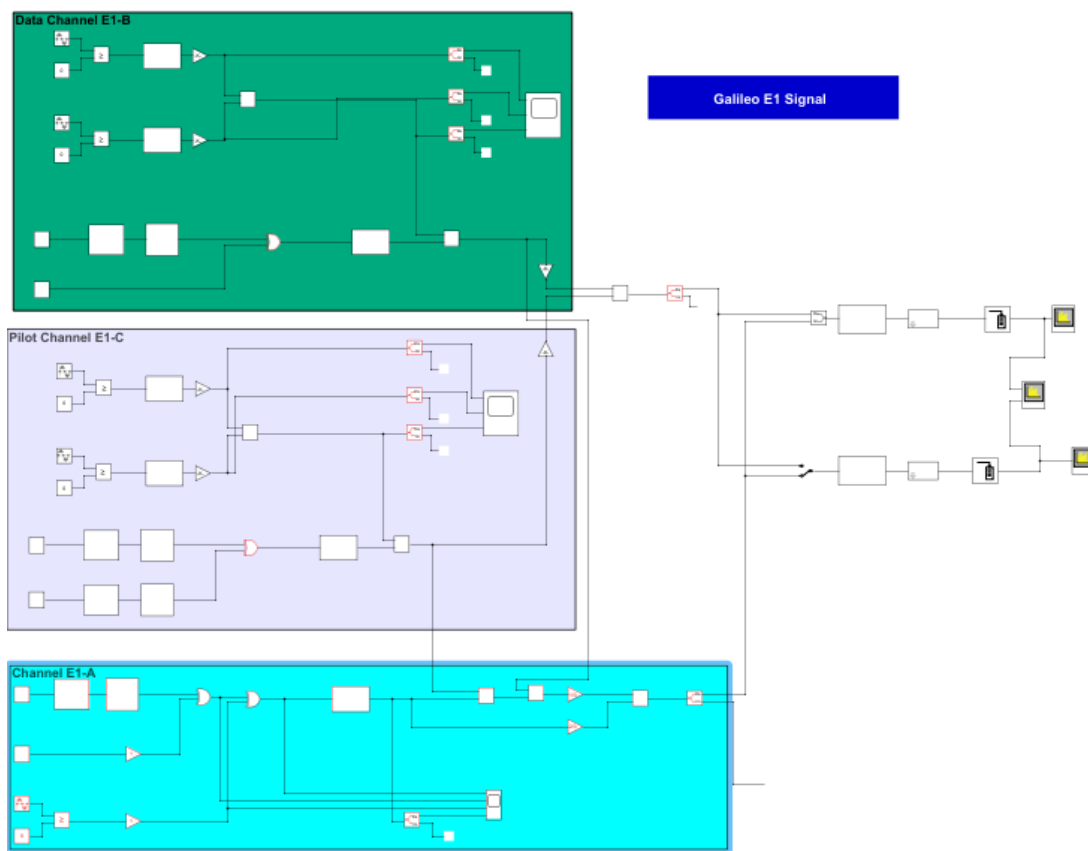 Data Channel E1-B
Galileo E1 Signal
≥
≥
Pilot Channel E1-C
≥
≥
Channel E1-A
≥